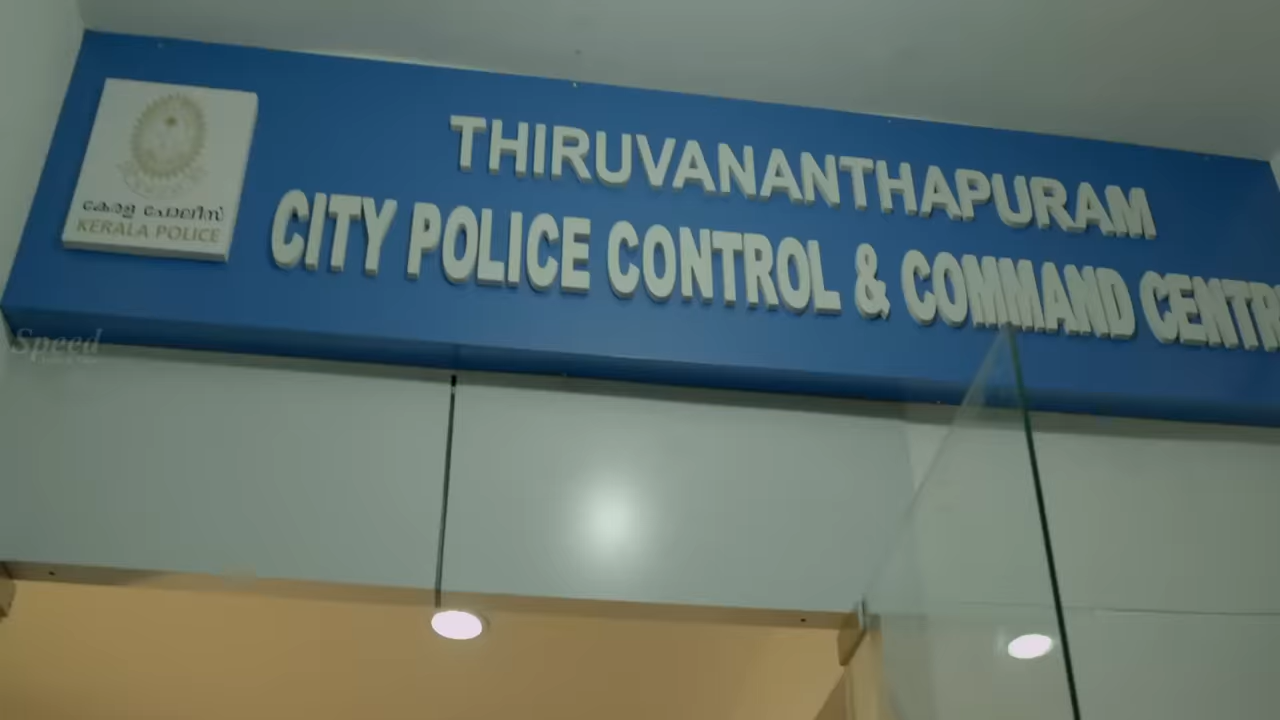 THIRUVANANTHAPURAM
CITY POLICE CONTROL & COMMAND CENTR
കേരള പോലീസ്
KERALA POLICE
Speed